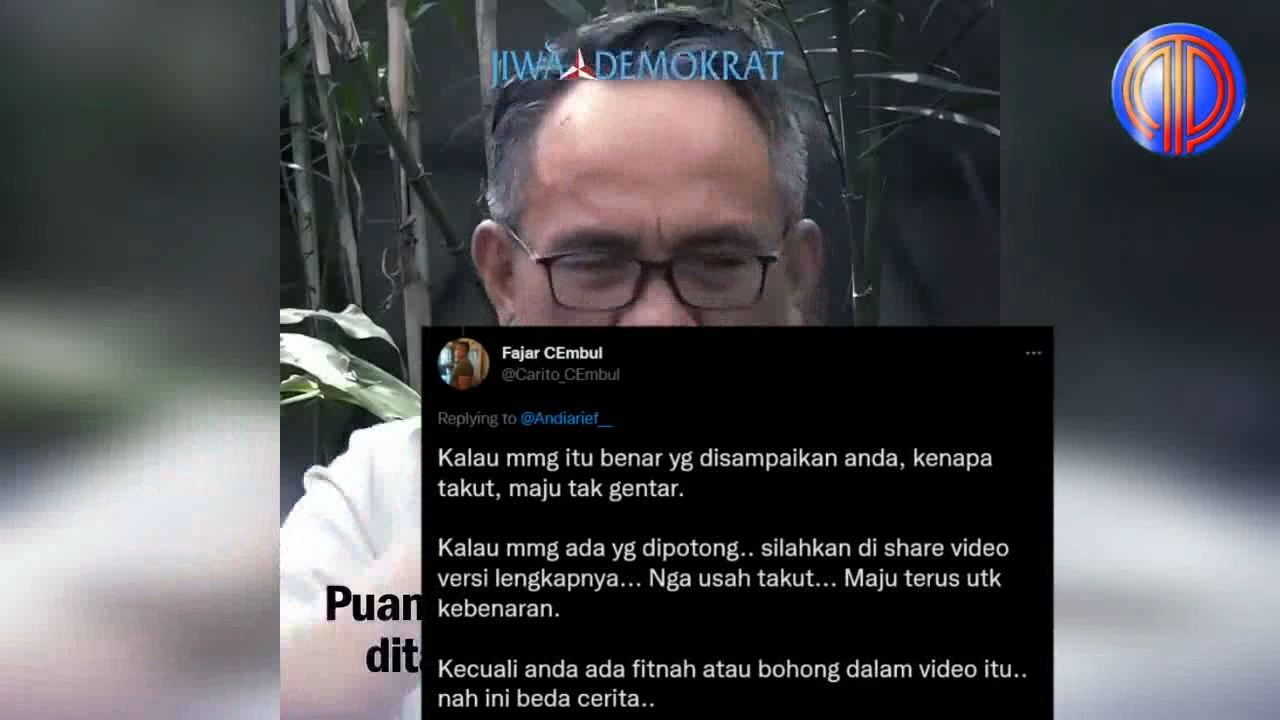 JIWA DEMOKRAT
Fajar CEmbul
@Carito_CEmbul
Replying to @Andiarief__
Kalau mmg itu benar yg disampaikan anda, kenapa
takut, maju tak gentar.
Kalau mmg ada yg dipotong.. silahkan di share video
versi lengkapnya... Nga usah takut... Maju terus utk
kebenaran.
Puan
Kecuali anda ada fitnah atau bohong dalam video itu..
dit
nah ini beda cerita..